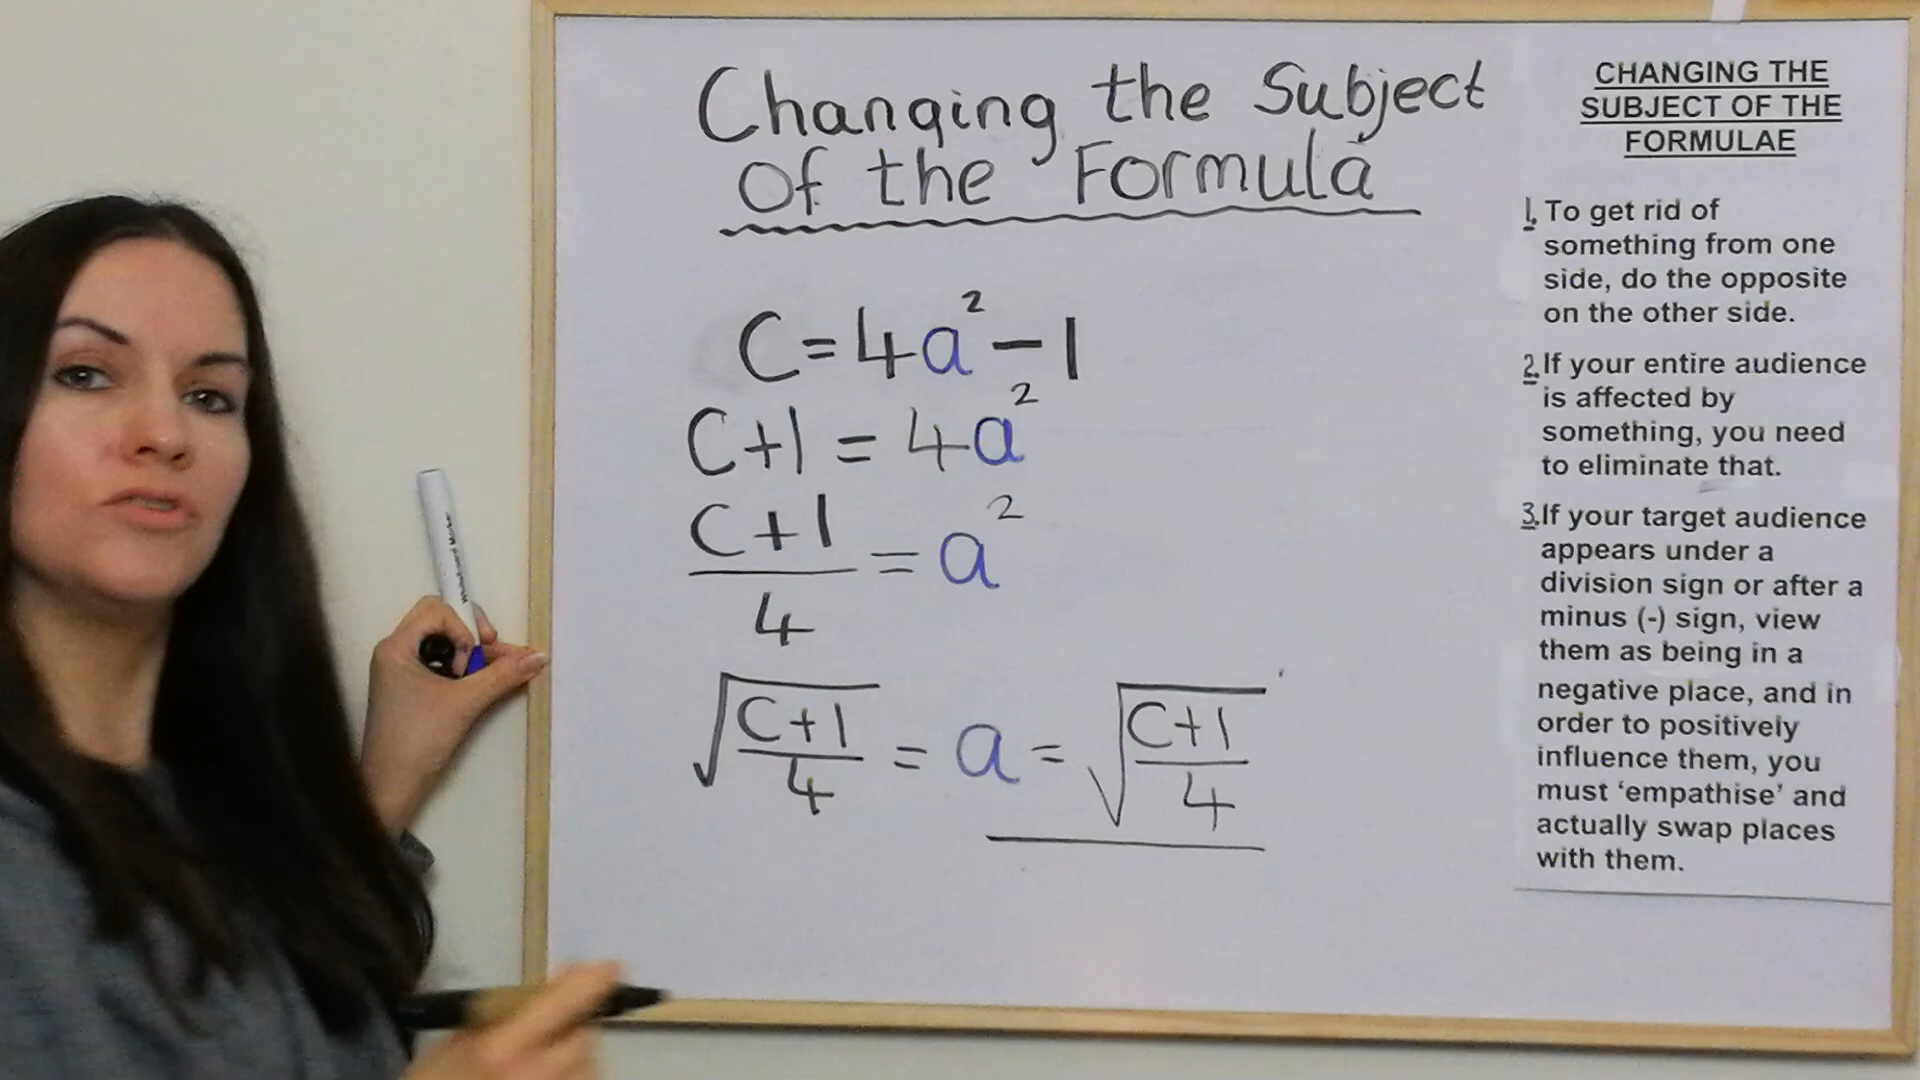 Changing the Subject
Of the Formula
C=4a²-1
C+1=4a²
C+1
― = a²
4
√(C+1)/4 = a = √(C+1)/4
CHANGING THE
SUBJECT OF THE
FORMULAE
1. To get rid of
something from one
side, do the opposite
on the other side.
2. If your entire audience
is affected by
something, you need
to eliminate that.
3. If your target audience
appears under a
division sign or after a
minus (-) sign, view
them as being in a
negative place, and in
order to positively
influence them, you
must ‘empathise’ and
actually swap places
with them.
Whiteboard Marker